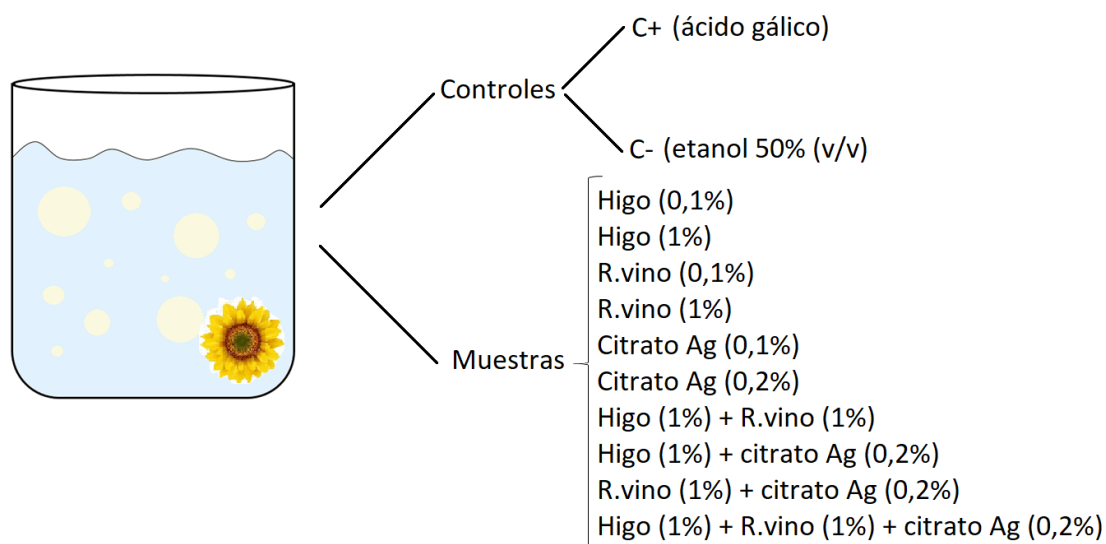 C+ (ácido gálico)
Controles
C- (etanol 50% (v/v)
Higo (0,1%)
Higo (1%)
R.vino (0,1%)
R.vino (1%)
Citrato Ag (0,1%)
Muestras
Citrato Ag (0,2%)
Higo (1%) + R.vino (1%)
Higo (1%) + citrato Ag (0,2%)
R.vino (1%) + citrato Ag (0,2%)
Higo (1%) + R.vino (1%) + citrato Ag (0,2%)